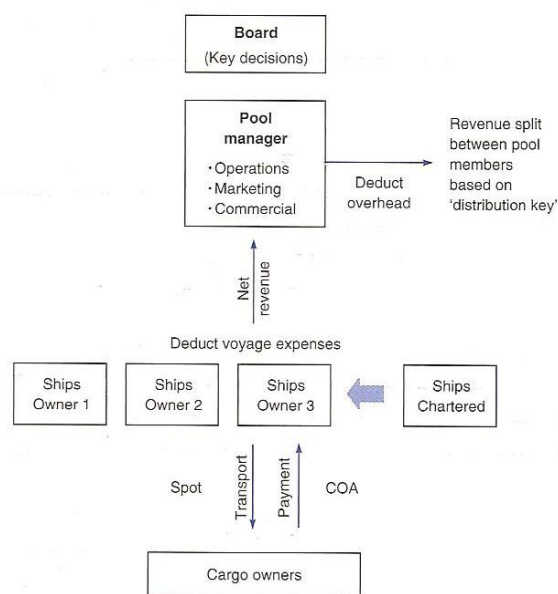 Board
(Key decisions)
Pool
manager
· Operations
· Marketing
· Commercial
Deduct
overhead
Revenue split
between pool
members
based on
‘distribution key’
Net
revenue
Deduct voyage expenses
Ships
Owner 1
Ships
Owner 2
Ships
Owner 3
Ships
Chartered
Spot
Transport
Payment
COA
Cargo owners